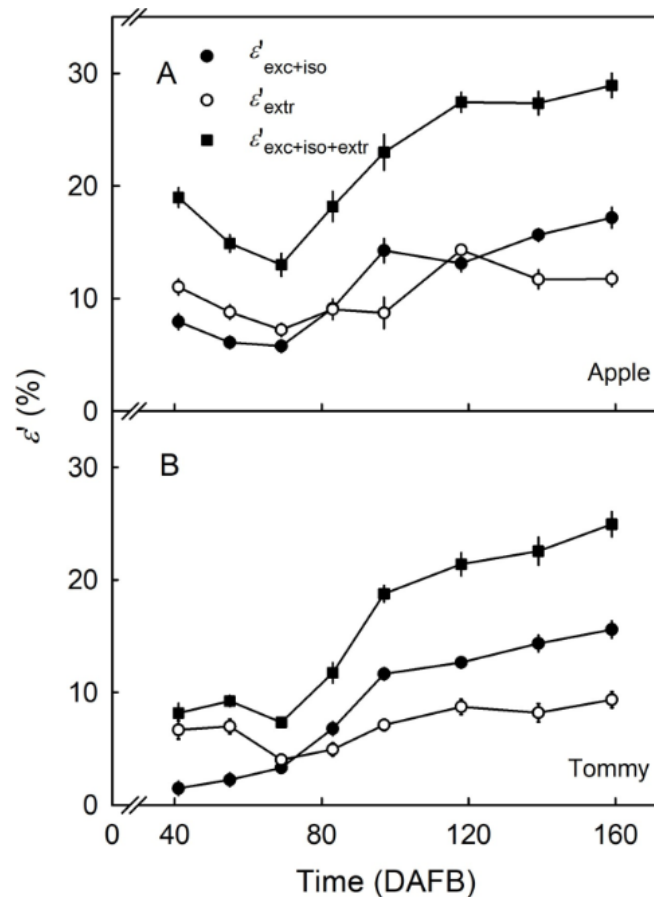 A
ε'exc+iso
ε'extr
ε'exc+iso+extr
30
20
10
0
Apple
ε' (%)
B
30
20
10
0
Tommy
0 40 80 120 160
Time (DAFB)